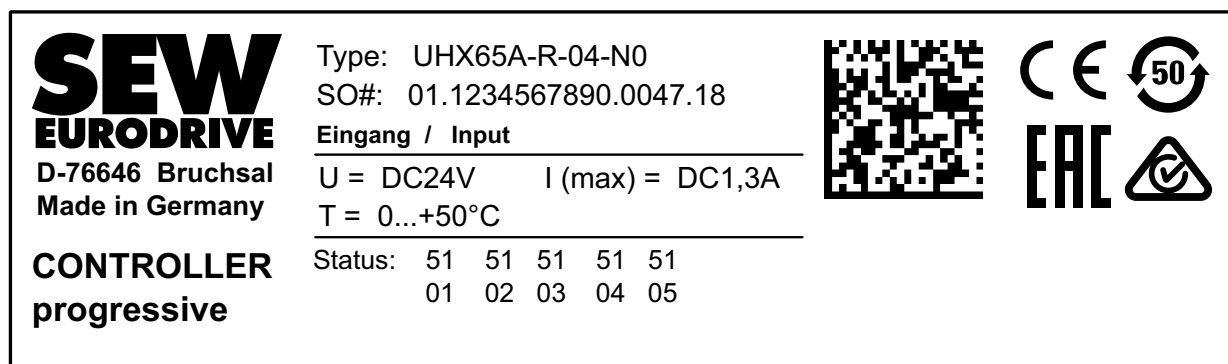 SEW
EURODRIVE
D-76646 Bruchsal
Made in Germany
CONTROLLER
progressive
Type: UHX65A-R-04-N0
SO#: 01.1234567890.0047.18
Eingang / Input
U = DC24V I (max) = DC1,3A
T = 0...+50°C
Status: 51 51 51 51 51
01 02 03 04 05
CE
50
EAC